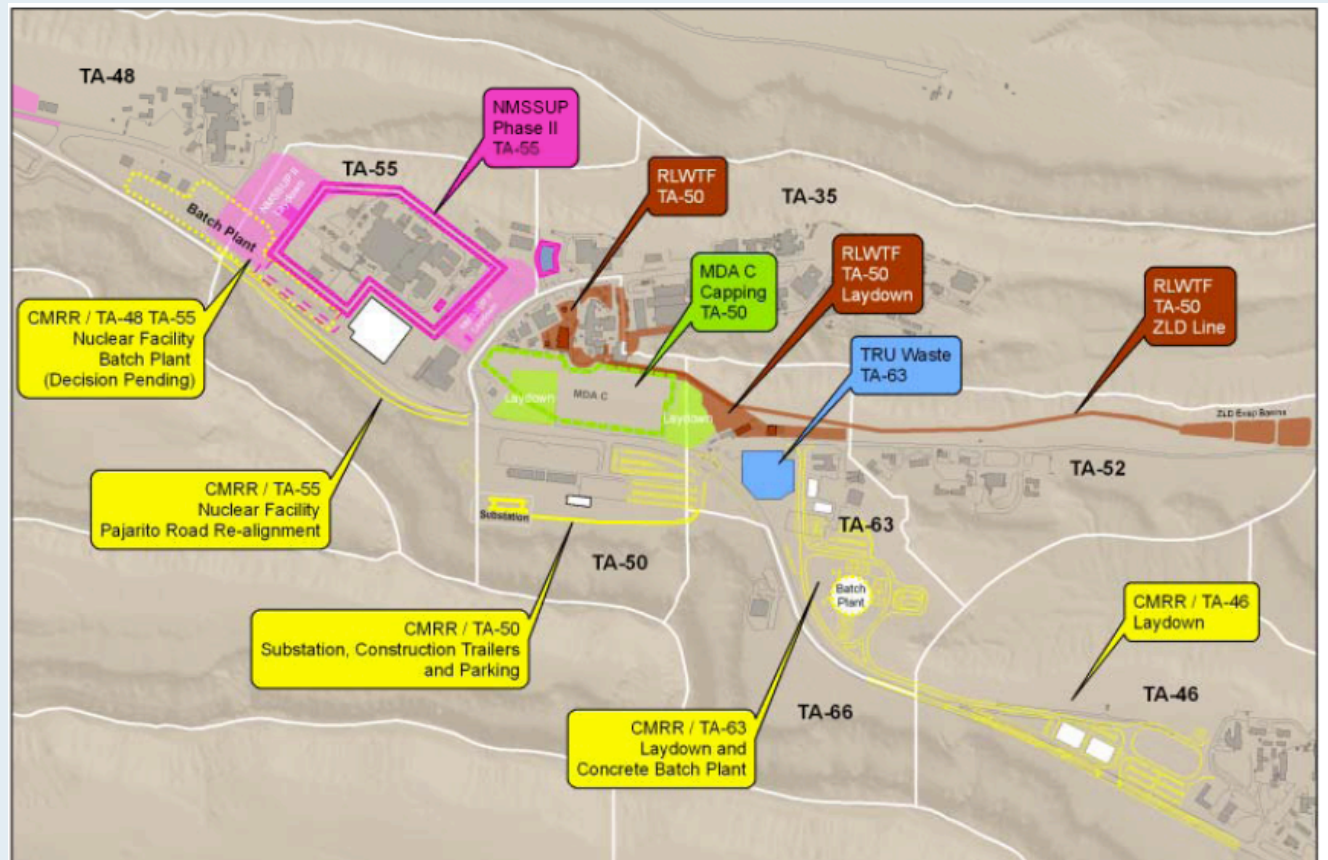 TA-48
NMSSUP
Phase II
TA-55
TA-55
RLWTF
TA-50
TA-35
NMSSUP II
Laydown
Batch Plant
MDA C
Capping
TA-50
RLWTF
TA-50
Laydown
RLWTF
TA-50
ZLD Line
CMRR / TA-48 TA-55
Nuclear Facility
Batch Plant
(Decision Pending)
TRU Waste
TA-63
Laydown
MDA C
Laydown
Laydown
ZLD Evap Basins
TA-52
CMRR / TA-55
Nuclear Facility
Pajarito Road Re-alignment
Substation
TA-63
TA-50
Batch
Plant
CMRR / TA-46
Laydown
CMRR / TA-50
Substation, Construction Trailers
and Parking
TA-46
TA-66
CMRR / TA-63
Laydown and
Concrete Batch Plant